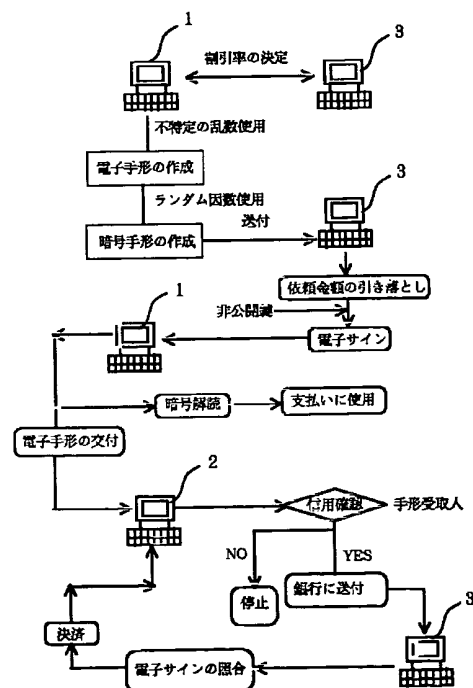 1
3
割引率の決定
不特定の乱数使用
電子手形の作成
ランダム因数使用
3
送付
暗号手形の作成
依頼金額の引き落とし
1
非公開鍵
電子サイン
暗号解読
支払いに使用
電子手形の交付
2
信用確認
手形受取人
NO
YES
停止
銀行に送付
3
決済
電子サインの照合